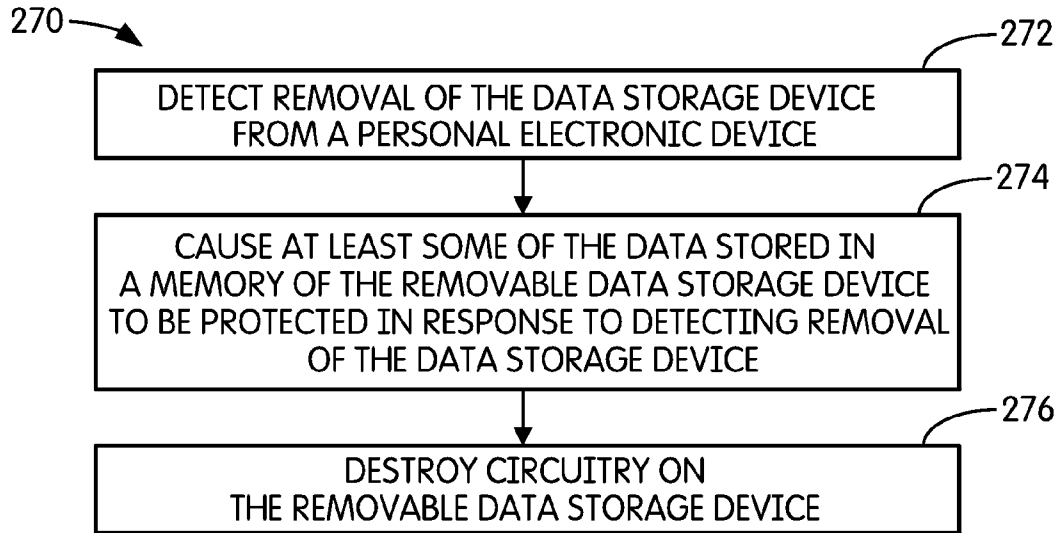 270
272
DETECT REMOVAL OF THE DATA STORAGE DEVICE
FROM A PERSONAL ELECTRONIC DEVICE
274
CAUSE AT LEAST SOME OF THE DATA STORED IN
A MEMORY OF THE REMOVABLE DATA STORAGE DEVICE
TO BE PROTECTED IN RESPONSE TO DETECTING REMOVAL
OF THE DATA STORAGE DEVICE
276
DESTROY CIRCUITRY ON
THE REMOVABLE DATA STORAGE DEVICE